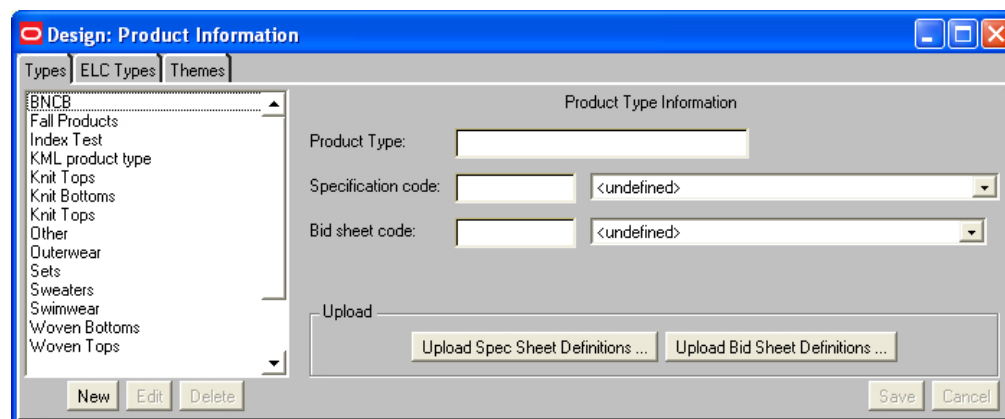 Design: Product Information
Types ELC Types Themes
BNCB
Fall Products
Index Test
KML product type
Knit Tops
Knit Bottoms
Knit Tops
Other
Outerwear
Sets
Sweaters
Swimwear
Woven Bottoms
Woven Tops
New Edit Delete
Product Type Information
Product Type:
Specification code: <undefined>
Bid sheet code: <undefined>
Upload
Upload Spec Sheet Definitions ... Upload Bid Sheet Definitions ...
Save Cancel